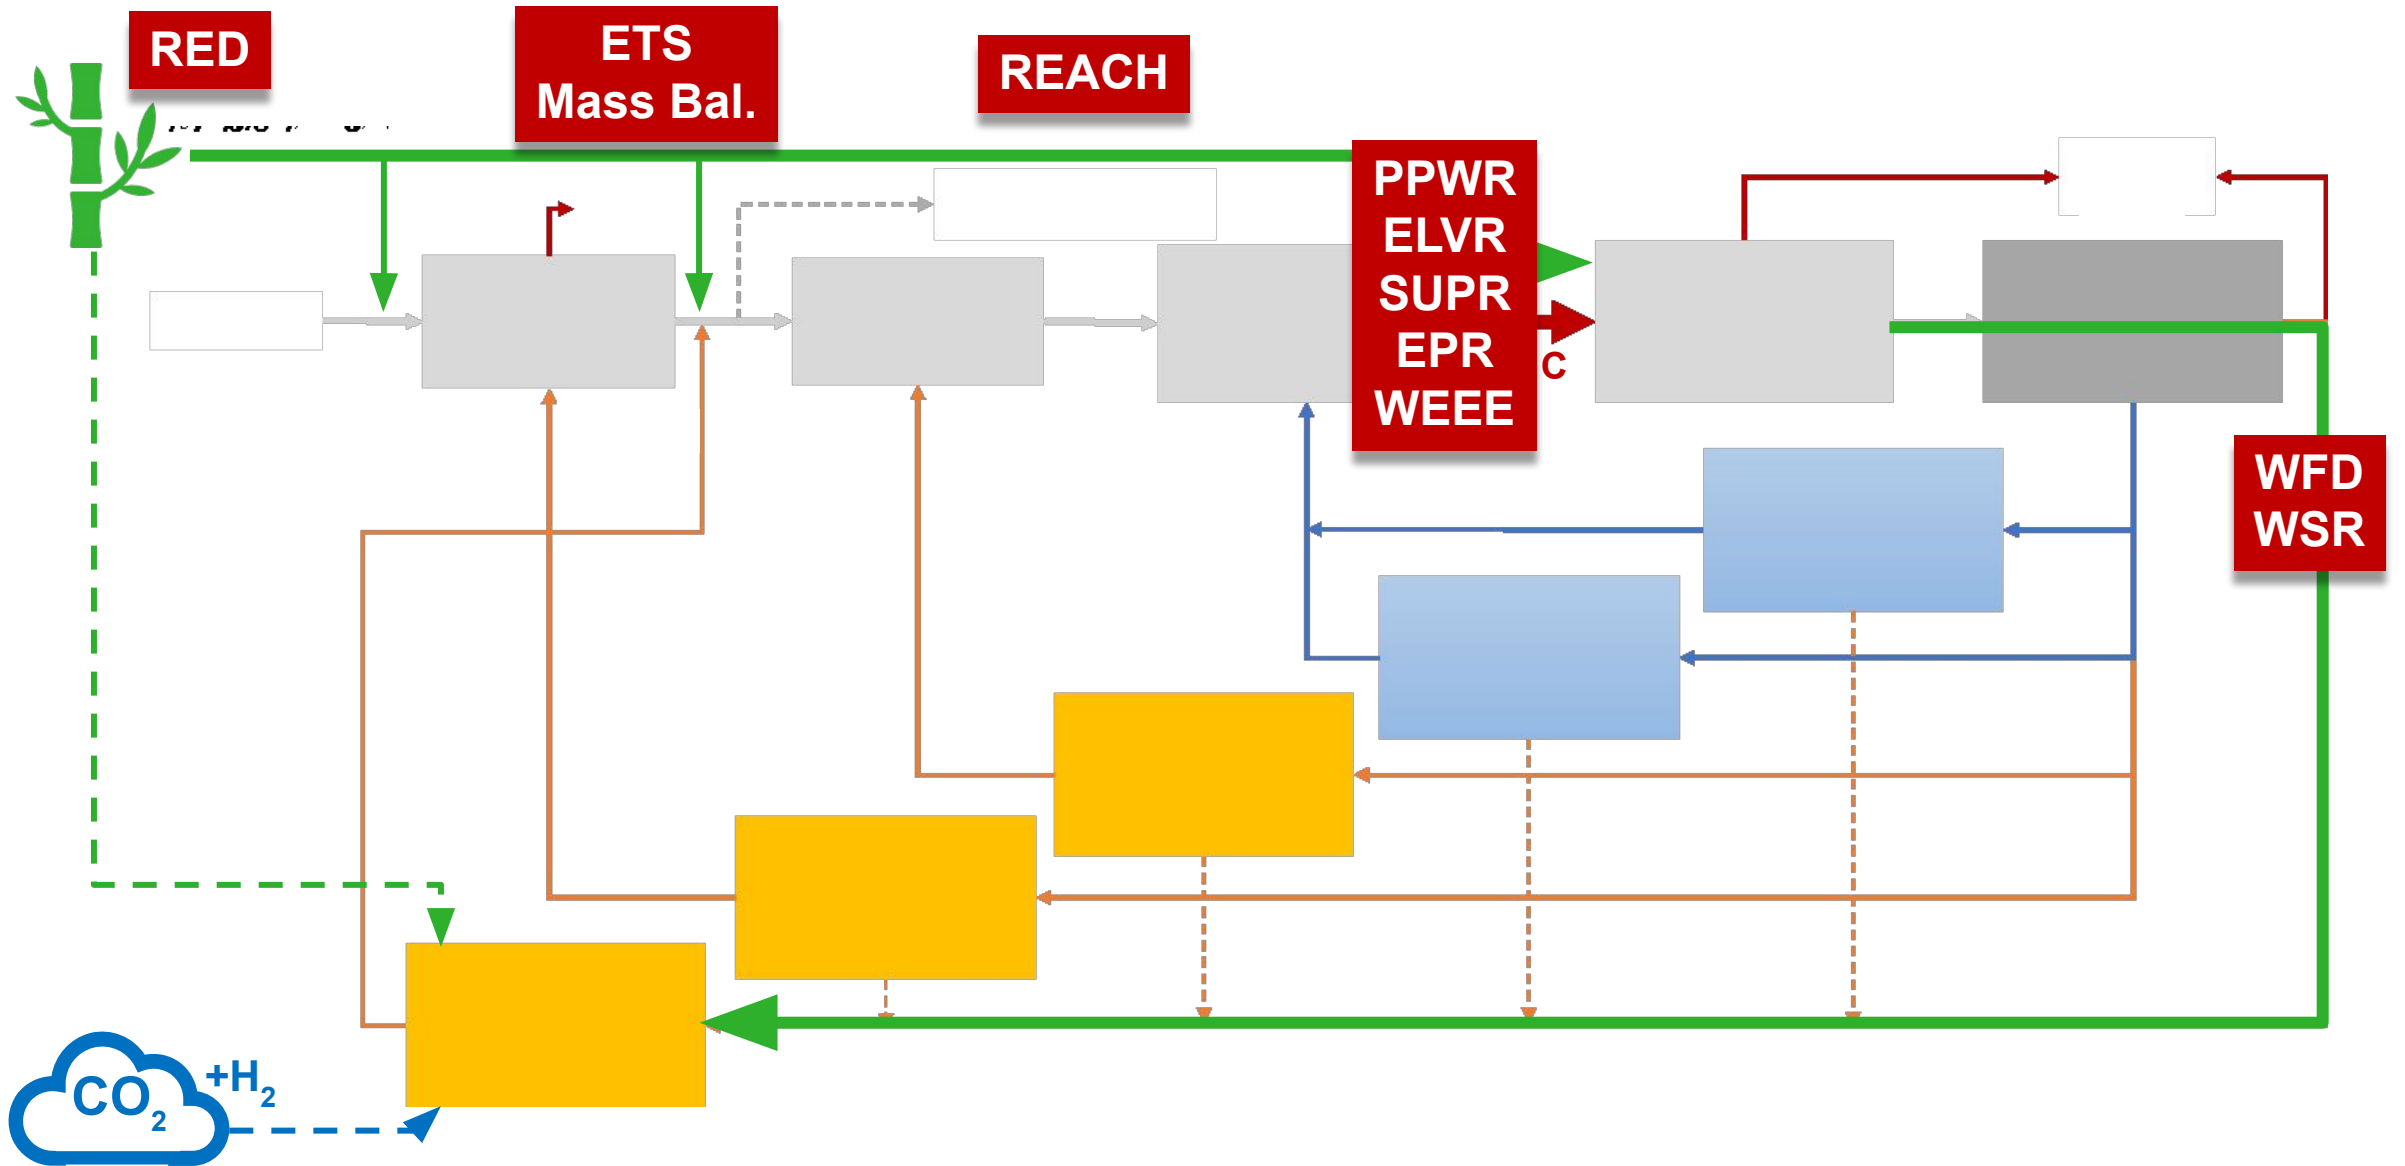 RED
ETS
Mass Bal.
REACH
PPWR
ELVR
SUPR
EPR
WEEE
C
WFD
WSR
CO2
+H2